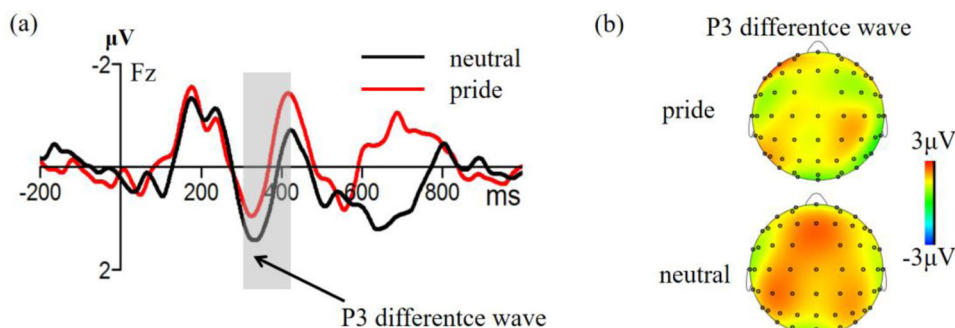 (a)
μV
-2
Fz
neutral
pride
-200
200
400
600
800
ms
2
P3 differentce wave
(b)
P3 differentce wave
pride
3μV
-3μV
neutral